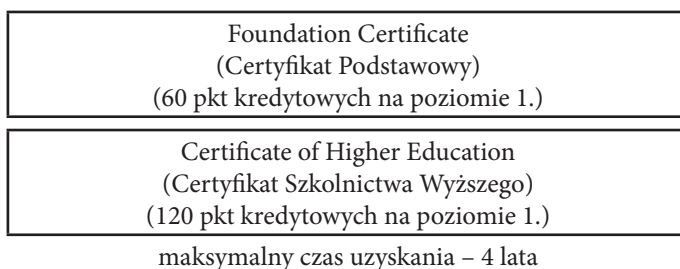 Foundation Certificate
(Certyfikat Podstawowy)
(60 pkt kredytowych na poziomie 1.)
Certificate of Higher Education
(Certyfikat Szkolnictwa Wyższego)
(120 pkt kredytowych na poziomie 1.)
maksymalny czas uzyskania – 4 lata